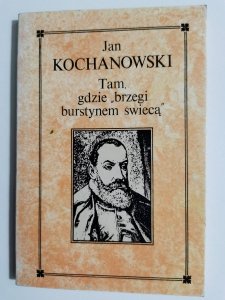 Jan
KOCHANOWSKI
Tam,
gdzie „brzegi
burstynem świecą”